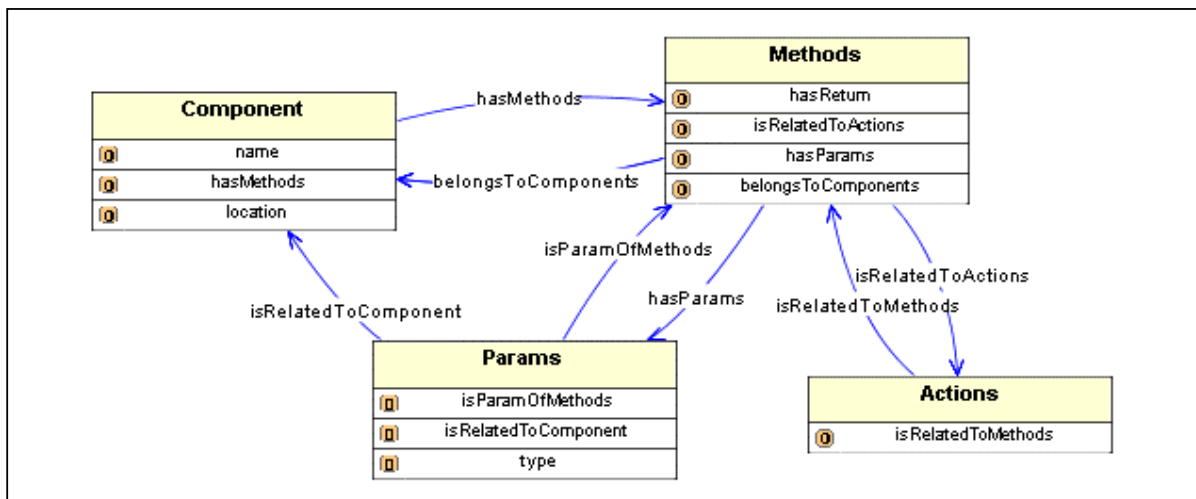 Methods
hasReturn
isRelatedToActions
hasParams
belongsToComponents
Component
name
hasMethods
location
hasMethods
belongsToComponents
isParamOfMethods
isRelatedToActions
isRelatedToMethods
hasParams
isRelatedToComponent
Params
isParamOfMethods
isRelatedToComponent
type
Actions
isRelatedToMethods